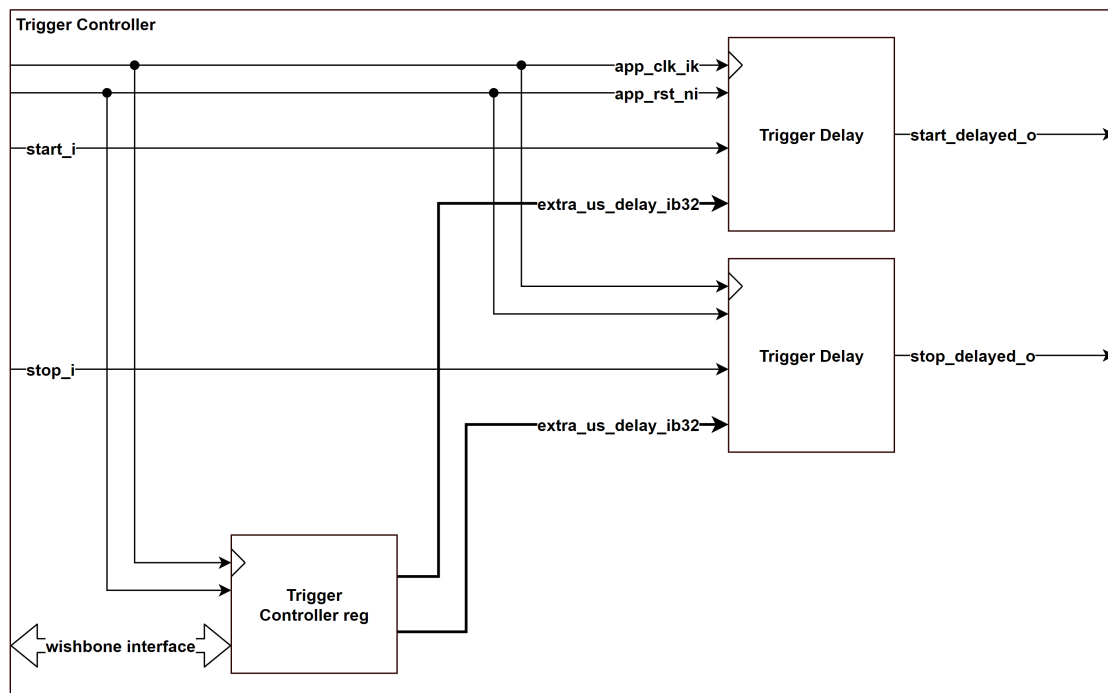 Trigger Controller
app_clk_ik
app_rst_ni
start_i
Trigger Delay
start_delayed_o
extra_us_delay_ib32
stop_i
Trigger Delay
stop_delayed_o
extra_us_delay_ib32
Trigger
Controller reg
wishbone interface